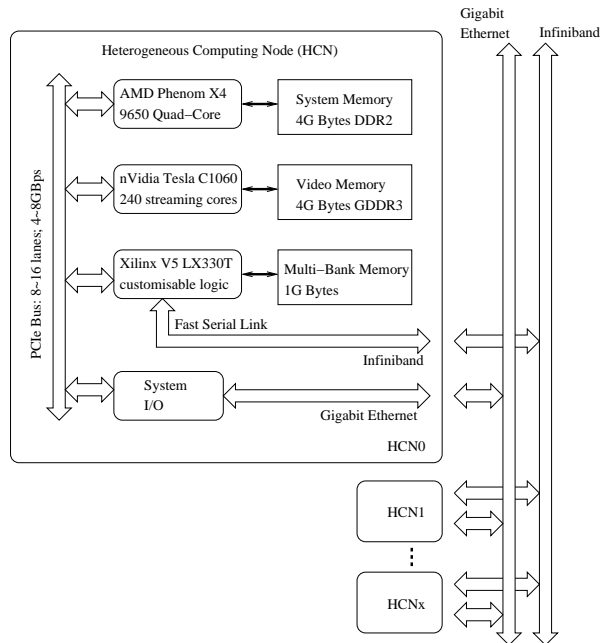 Gigabit
Ethernet
Infiniband
Heterogeneous Computing Node (HCN)
PCIe Bus: 8~16 lanes; 4~8GBps
AMD Phenom X4
9650 Quad−Core
System Memory
4G Bytes DDR2
nVidia Tesla C1060
240 streaming cores
Video Memory
4G Bytes GDDR3
Xilinx V5 LX330T
customisable logic
Multi−Bank Memory
1G Bytes
Fast Serial Link
Infiniband
System
I/O
Gigabit Ethernet
HCN0
HCN1
HCNx